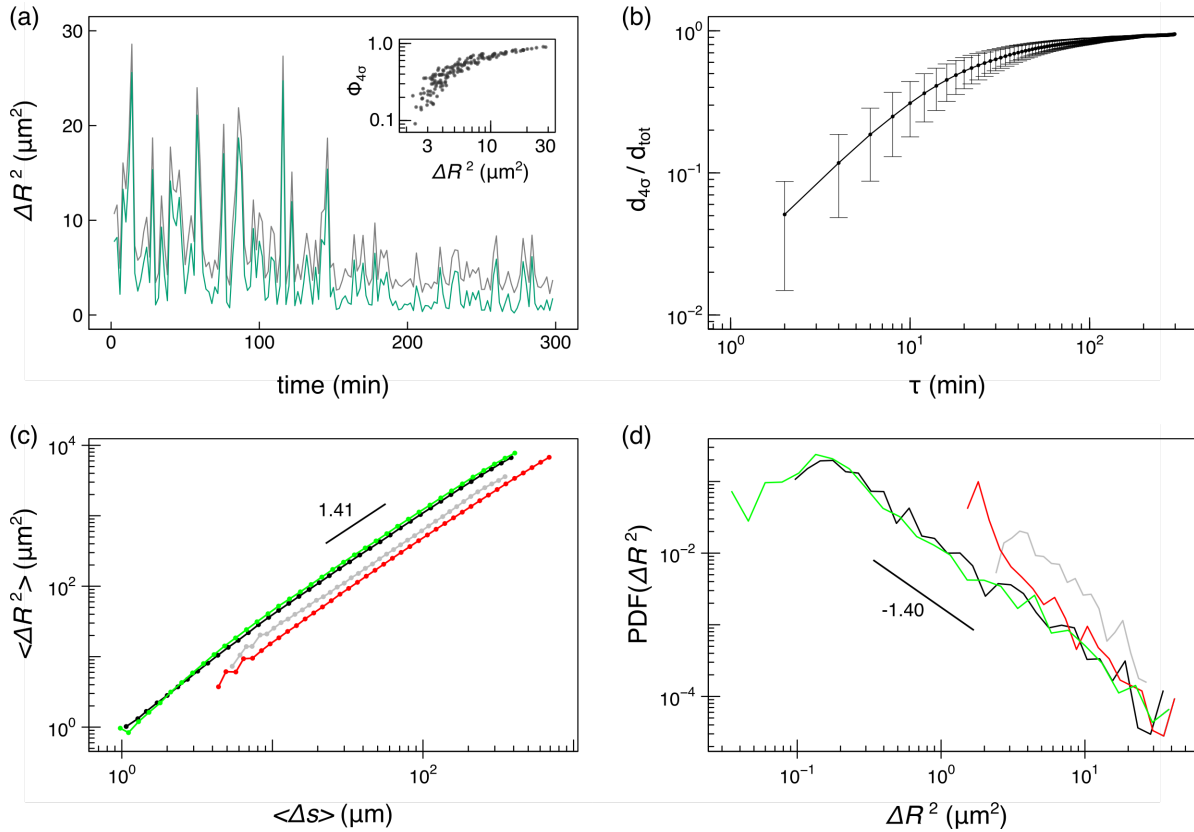 (a)
30
20
10
0
ΔR² (μm²)
0
100
200
300
time (min)
1.0
0.1
Φ4σ
3
10
30
ΔR² (μm²)
(b)
10⁰
10⁻¹
10⁻²
d4σ / dtot
10⁰
10¹
10²
τ (min)
(c)
10⁴
10²
10⁰
<ΔR²> (μm²)
1.41
10⁰
10²
<Δs> (μm)
(d)
10⁻²
10⁻⁴
PDF(ΔR²)
-1.40
10⁻¹
10⁰
10¹
ΔR² (μm²)